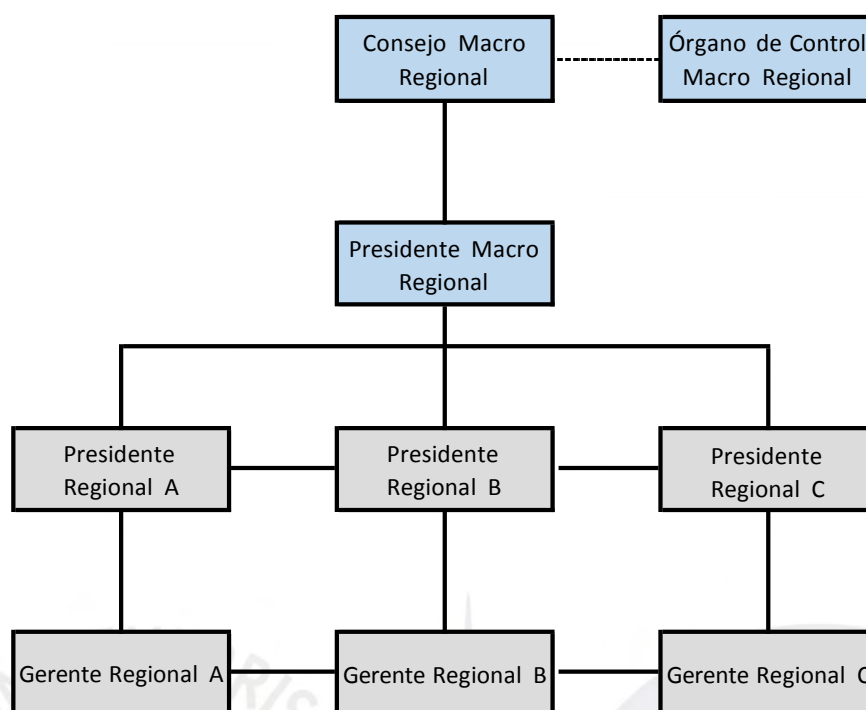 Consejo Macro
Regional
Órgano de Control
Macro Regional
Presidente Macro
Regional
Presidente
Regional A
Presidente
Regional B
Presidente
Regional C
Gerente Regional A
Gerente Regional B
Gerente Regional C